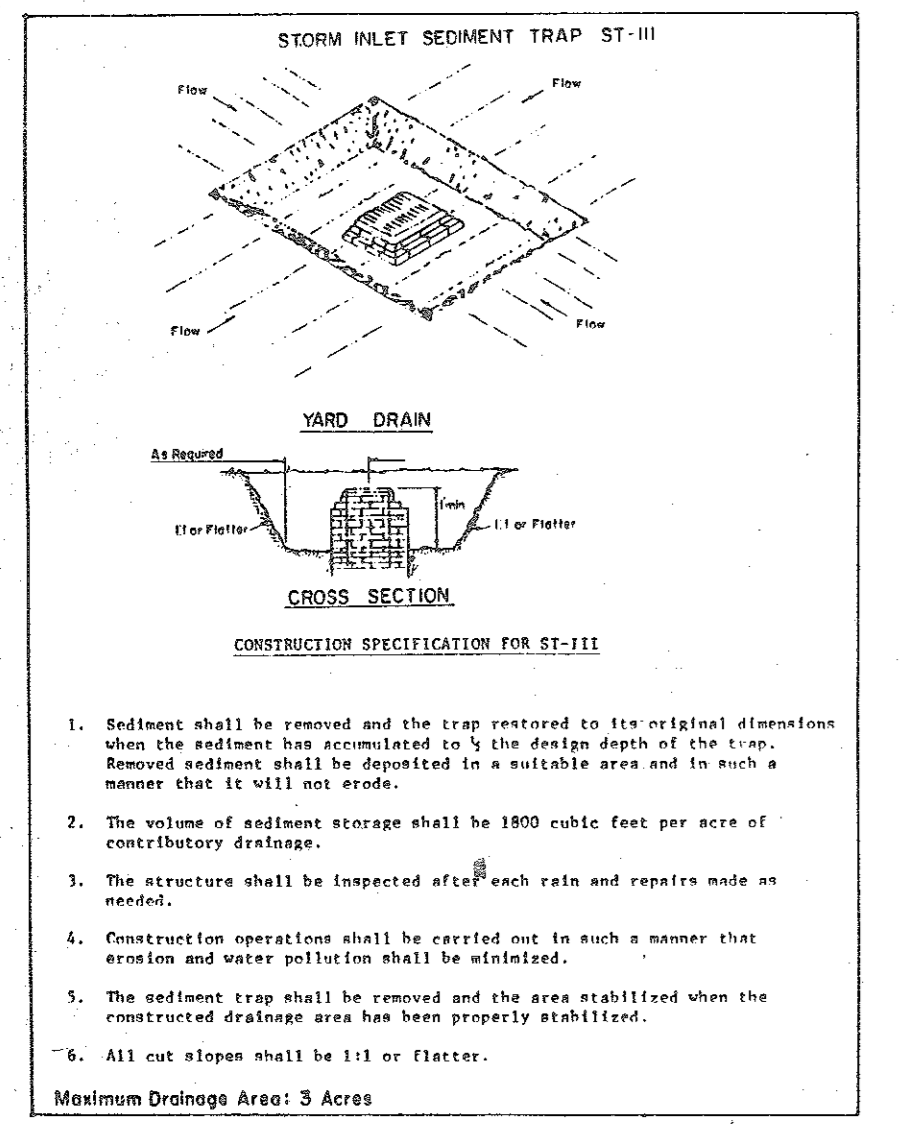 STORM INLET SEDIMENT TRAP ST-III
Flow
Flow
Flow
Flow
YARD DRAIN
As Required
1'min
1:1 or Flatter
1:1 or Flatter
CROSS SECTION
CONSTRUCTION SPECIFICATION FOR ST-III
1. Sediment shall be removed and the trap restored to its original dimensions
when the sediment has accumulated to the design depth of the trap.
Removed sediment shall be deposited in a suitable area and in such a
manner that it will not erode.
2. The volume of sediment storage shall be 1800 cubic feet per acre of
contributory drainage.
3. The structure shall be inspected after each rain and repairs made as
needed.
4. Construction operations shall be carried out in such a manner that
erosion and water pollution shall be minimized.
5. The sediment trap shall be removed and the area stabilized when the
constructed drainage area has been properly stabilized.
6. All cut slopes shall be 1:1 or flatter.
Maximum Drainage Area: 3 Acres